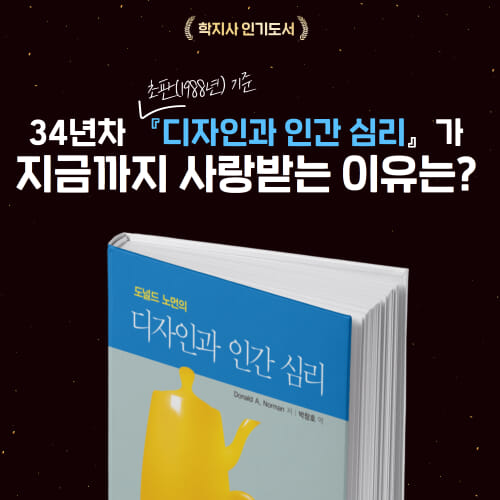 학지사 인기도서
초판(1988년) 기준
34년차 『디자인과 인간 심리』가
지금까지 사랑받는 이유는?
도널드 노먼의
디자인과 인간 심리
Donald A. Norman 저 | 박창호 역